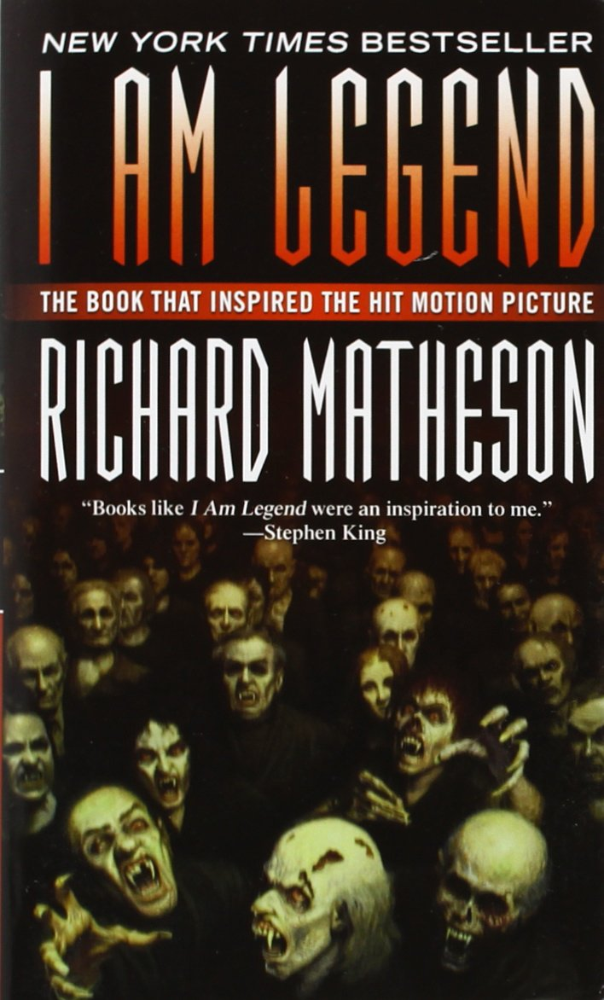 NEW YORK TIMES BESTSELLER
I AM LEGEND
THE BOOK THAT INSPIRED THE HIT MOTION PICTURE
RICHARD MATHESON
“Books like I Am Legend were an inspiration to me.”
—Stephen King